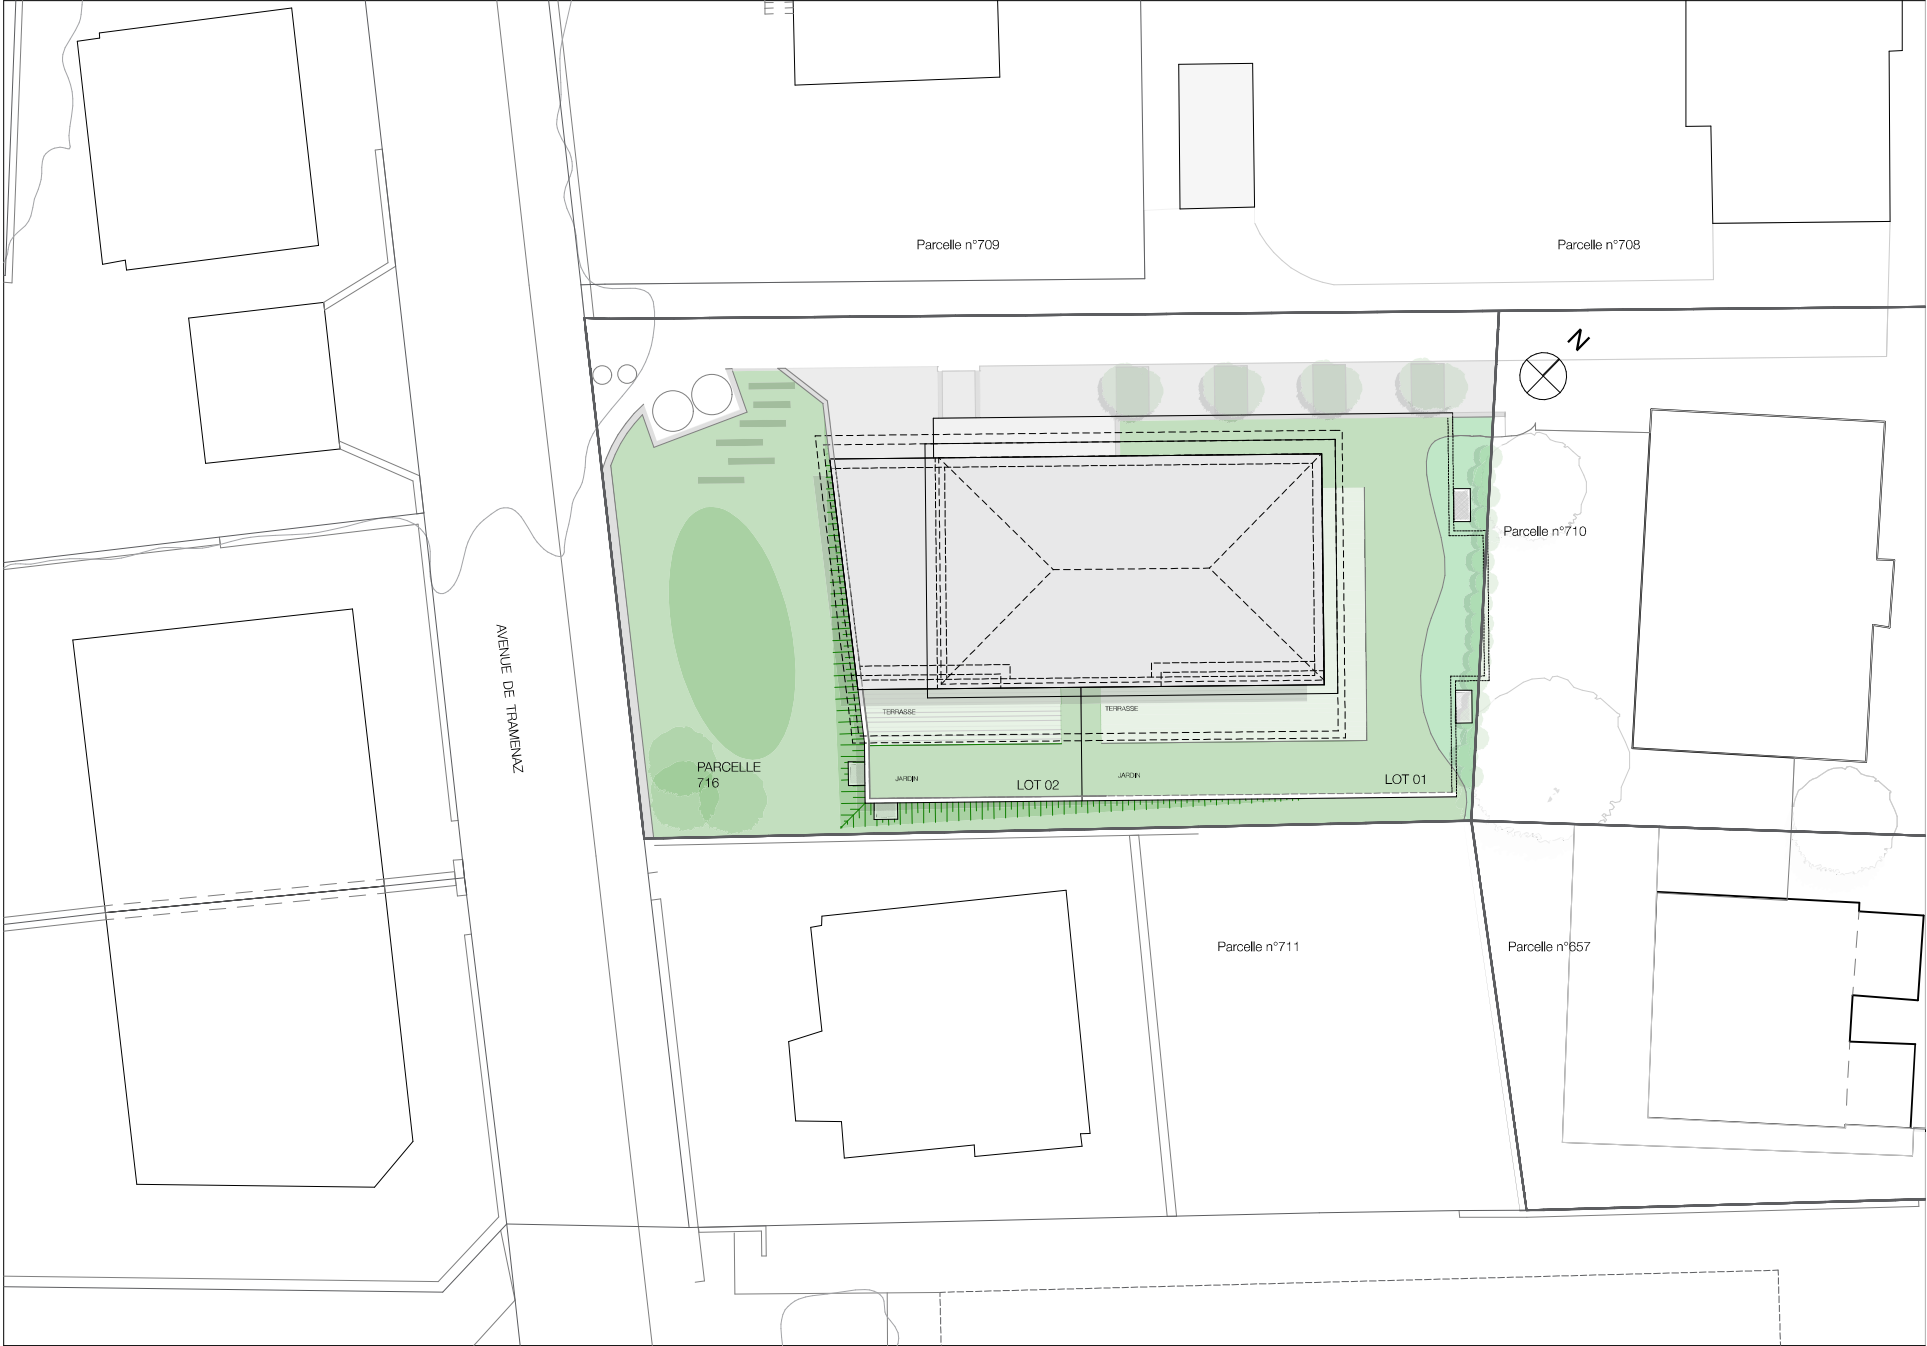 Parcelle n°709
Parcelle n°708
N
Parcelle n°710
AVENUE DE TRAMENAZ
TERRASSE
TERRASSE
PARCELLE
716
JARDIN
LOT 02
JARDIN
LOT 01
Parcelle n°711
Parcelle n°657